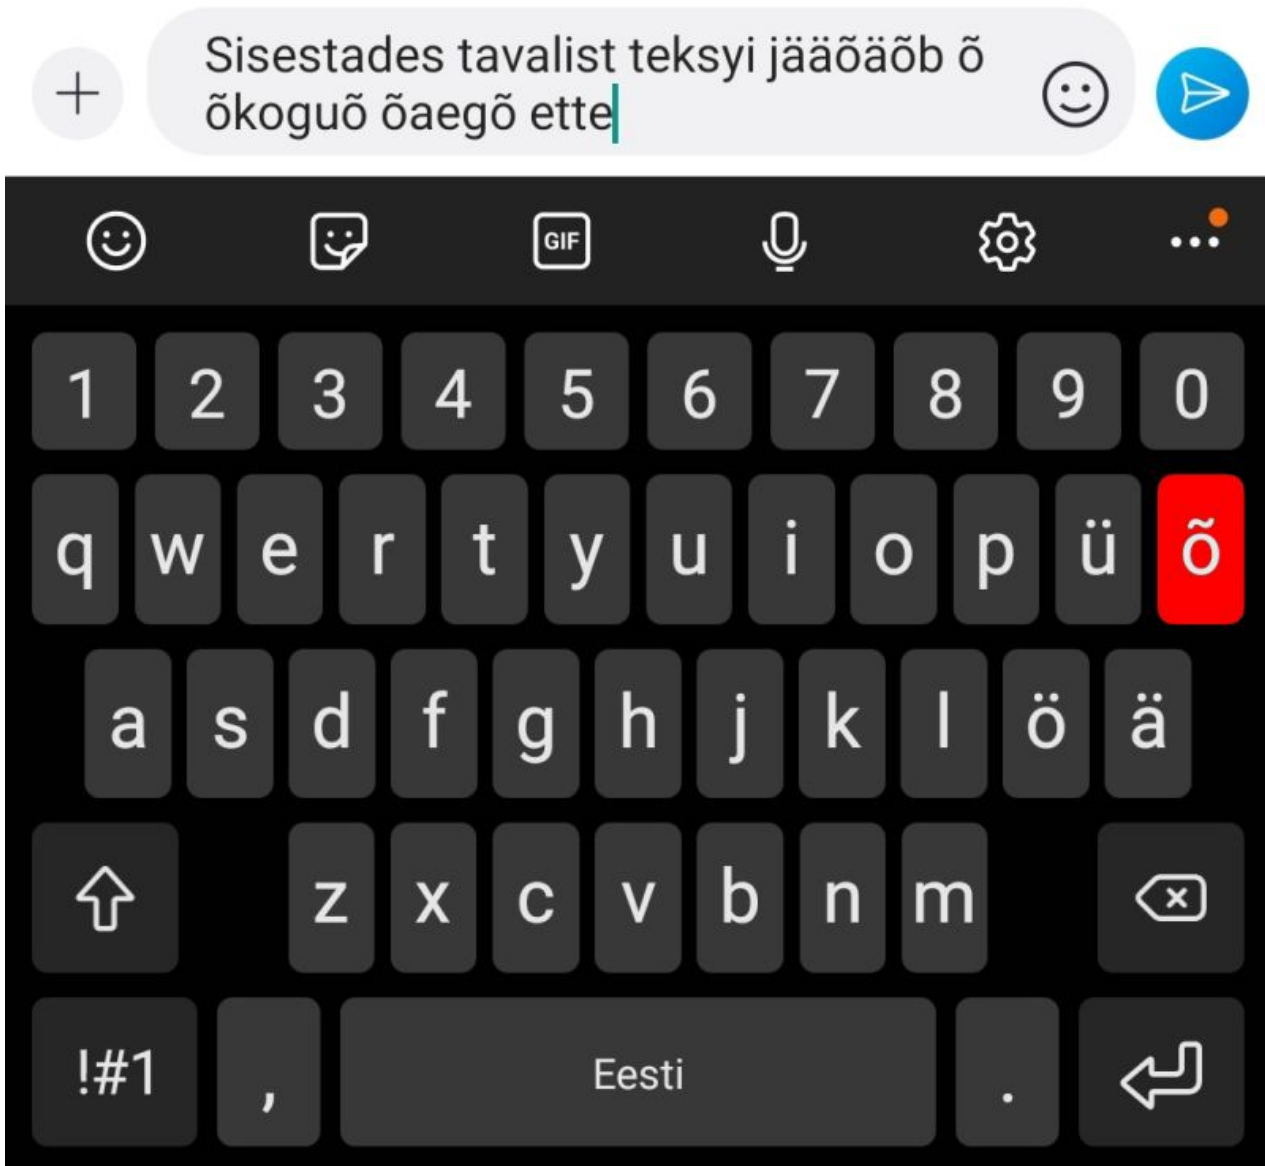 Sisestades tavalist teksyi jääõäõb õ
õkoguõ õaegõ ette
GIF
1 2 3 4 5 6 7 8 9 0
q w e r t y u i o p ü õ
a s d f g h j k l ö ä
z x c v b n m
!#1 , Eesti .